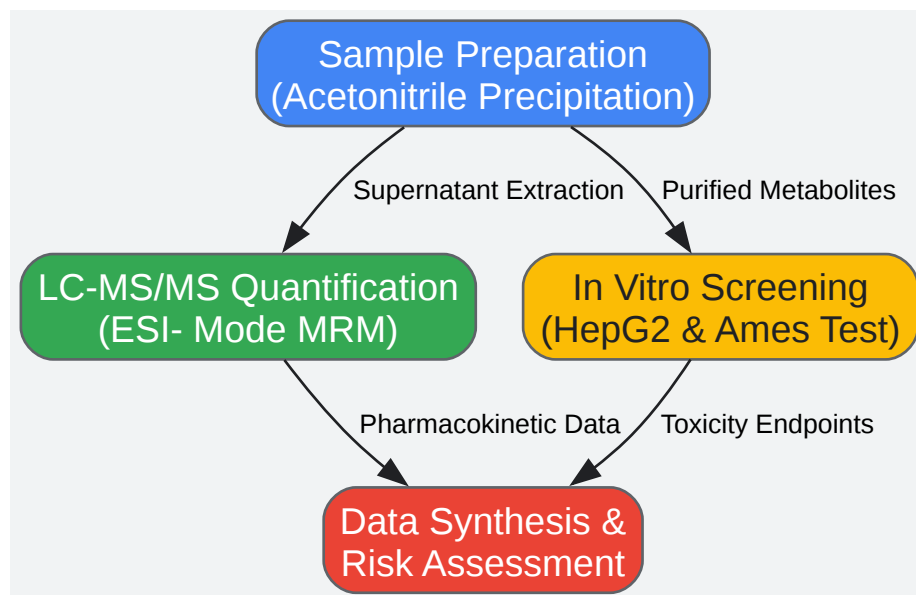 Sample Preparation
(Acetonitrile Precipitation)
Supernatant Extraction
Purified Metabolites
LC-MS/MS Quantification
(ESI- Mode MRM)
In Vitro Screening
(HepG2 & Ames Test)
Pharmacokinetic Data
Toxicity Endpoints
Data Synthesis &
Risk Assessment